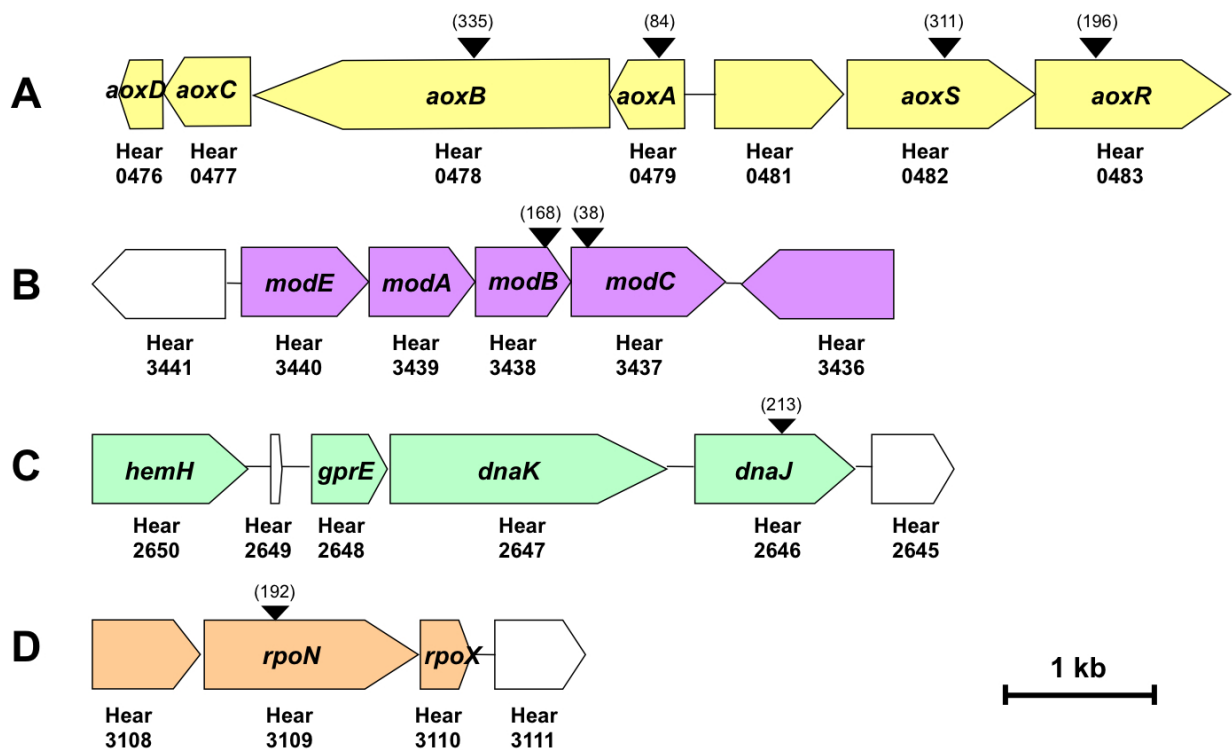 (335) (84) (311) (196)
A aoxD aoxC aoxB aoxA aoxS aoxR
Hear Hear Hear Hear Hear Hear Hear
0476 0477 0478 0479 0481 0482 0483
(168) (38)
B modE modA modB modC
Hear Hear Hear Hear Hear Hear
3441 3440 3439 3438 3437 3436
(213)
C hemH gprE dnaK dnaJ
Hear Hear Hear Hear Hear Hear
2650 2649 2648 2647 2646 2645
(192)
D rpoN rpoX
1 kb
Hear Hear Hear Hear
3108 3109 3110 3111